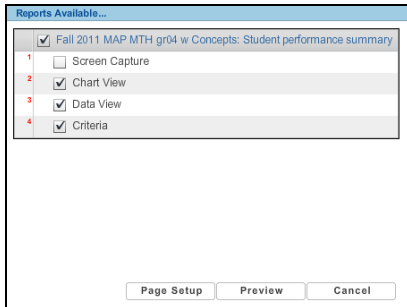 Reports Available...
Fall 2011 MAP MTH gr04 w Concepts: Student performance summary
1 Screen Capture
2 Chart View
3 Data View
4 Criteria
Page Setup Preview Cancel